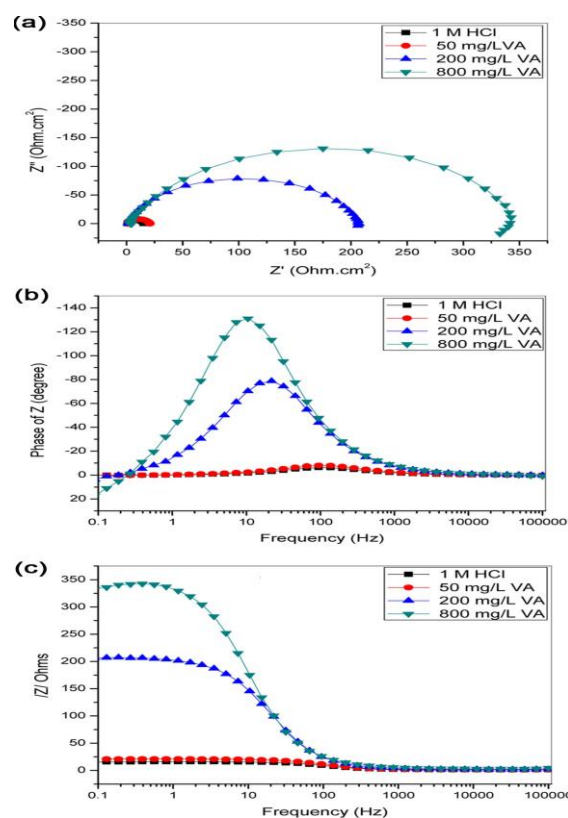 (a)
-350
-300
-250
-200
-150
-100
-50
0
Z'' (Ohm.cm²)
1 M HCl
50 mg/LVA
200 mg/L VA
800 mg/L VA
0 50 100 150 200 250 300 350
Z' (Ohm.cm²)
(b)
-140
-120
-100
-80
-60
-40
-20
0
20
Phase of Z (degree)
1 M HCl
50 mg/L VA
200 mg/L VA
800 mg/L VA
0.1 1 10 100 1000 10000 100000
Frequency (Hz)
(c)
350
300
250
200
150
100
50
0
/Z/ Ohms
1 M HCl
50 mg/L VA
200 mg/L VA
800 mg/L VA
0.1 1 10 100 1000 10000 100000
Frequency (Hz)